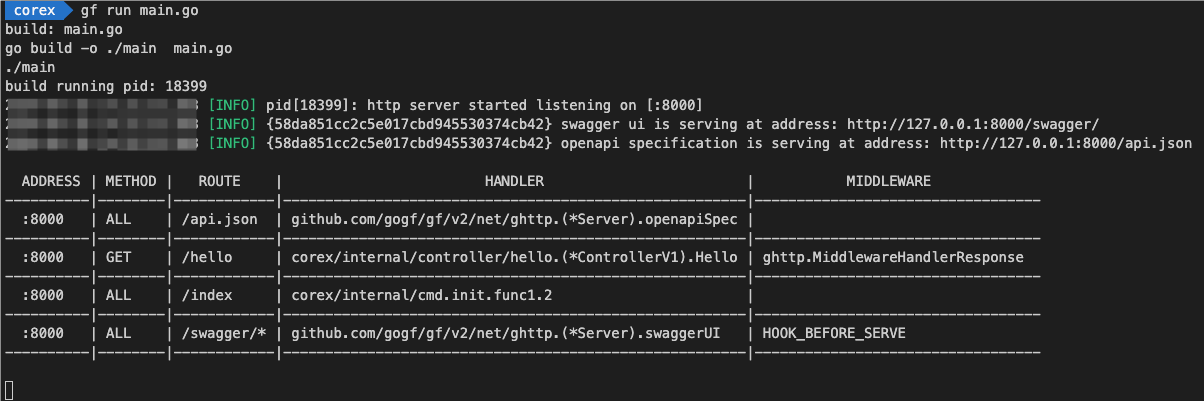 corex gf run main.go
build: main.go
go build -o ./main  main.go
./main
build running pid: 18399
[INFO] pid[18399]: http server started listening on [:8000]
[INFO] {58da851cc2c5e017cbd945530374cb42} swagger ui is serving at address: http://127.0.0.1:8000/swagger/
[INFO] {58da851cc2c5e017cbd945530374cb42} openapi specification is serving at address: http://127.0.0.1:8000/api.json
ADDRESS | METHOD | ROUTE | HANDLER | MIDDLEWARE
:8000 | ALL | /api.json | github.com/gogf/gf/v2/net/ghttp.(*Server).openapiSpec |
:8000 | GET | /hello | corex/internal/controller/hello.(*ControllerV1).Hello | ghttp.MiddlewareHandlerResponse
:8000 | ALL | /index | corex/internal/cmd.init.func1.2 |
:8000 | ALL | /swagger/* | github.com/gogf/gf/v2/net/ghttp.(*Server).swaggerUI | HOOK_BEFORE_SERVE